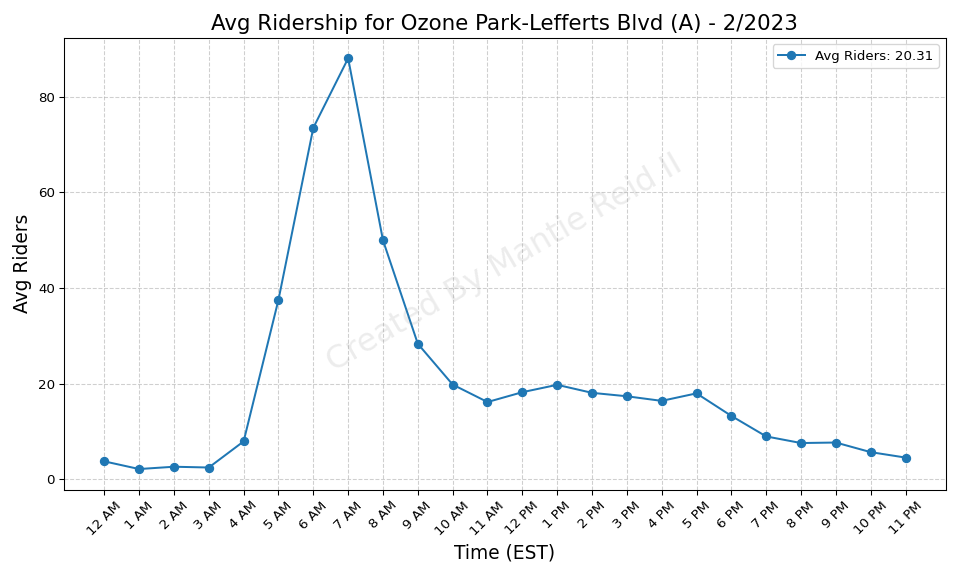 Avg Ridership for Ozone Park-Lefferts Blvd (A) - 2/2023
Avg Riders: 20.31
Avg Riders
80
60
40
20
0
Created By Mantie Reid II
12 AM 1 AM 2 AM 3 AM 4 AM 5 AM 6 AM 7 AM 8 AM 9 AM 10 AM 11 AM 12 PM 1 PM 2 PM 3 PM 4 PM 5 PM 6 PM 7 PM 8 PM 9 PM 10 PM 11 PM
Time (EST)